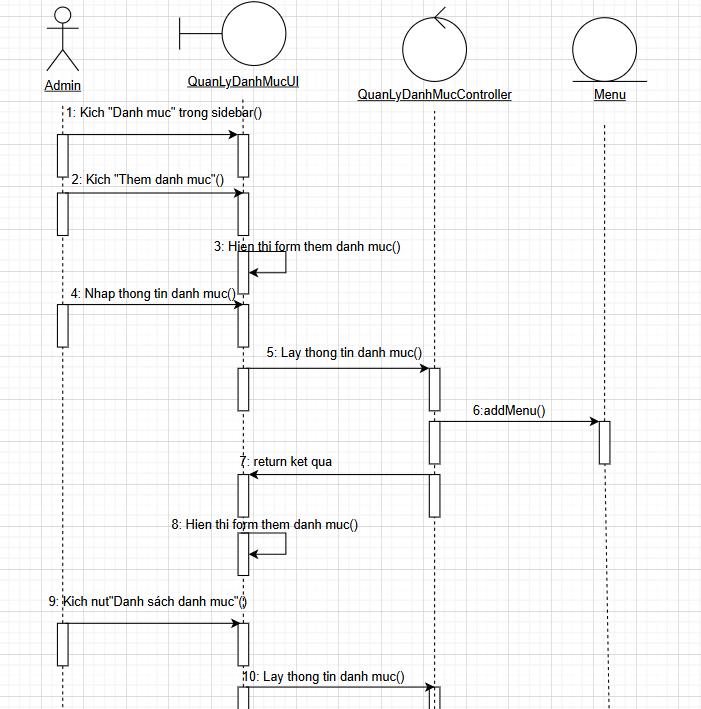 Admin
QuanLyDanhMucUI
QuanLyDanhMucController
Menu
1: Kich "Danh muc" trong sidebar()
2: Kich "Them danh muc"()
3: Hien thi form them danh muc()
4: Nhap thong tin danh muc()
5: Lay thong tin danh muc()
6:addMenu()
7: return ket qua
8: Hien thi form them danh muc()
9: Kich nut"Danh sách danh muc"()
10: Lay thong tin danh muc()